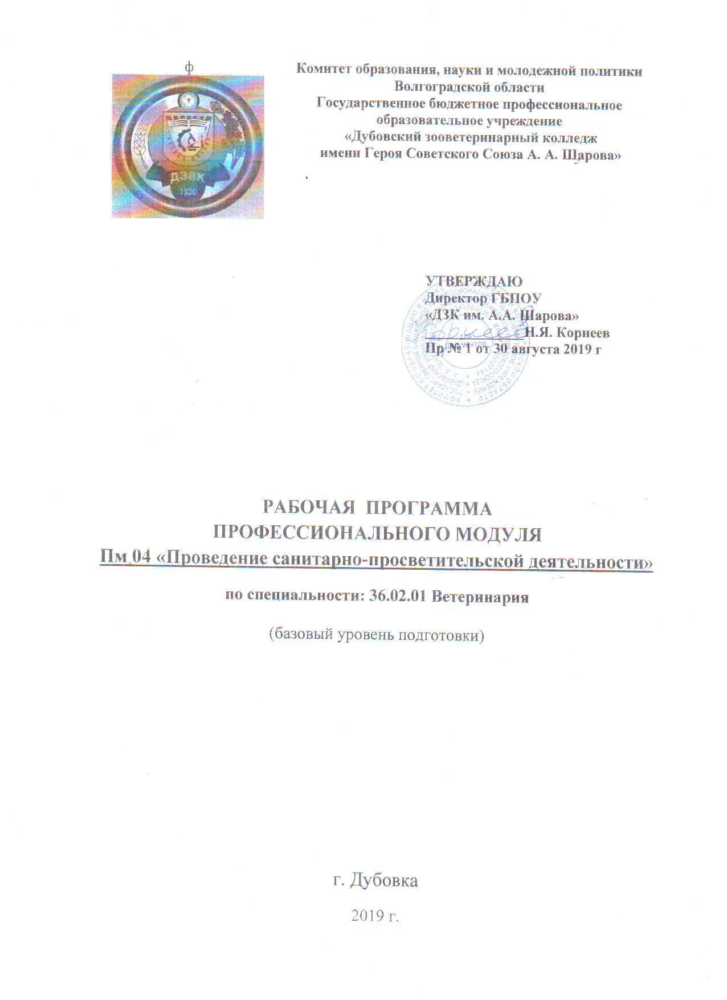 ф
Комитет образования, науки и молодежной политики
Волгоградской области
Государственное бюджетное профессиональное
образовательное учреждение
«Дубовский зооветеринарный колледж
имени Героя Советского Союза А. А. Шарова»
ДЗВК
1930
УТВЕРЖДАЮ
Директор ГБПОУ
«ДЗК им. А.А. Шарова»
Н.Я. Корнеев
Пр № 1 от 30 августа 2019 г
ДЛЯ
ДОКУМЕНТОВ
РАБОЧАЯ ПРОГРАММА
ПРОФЕССИОНАЛЬНОГО МОДУЛЯ
Пм 04 «Проведение санитарно-просветительской деятельности»
по специальности: 36.02.01 Ветеринария
(базовый уровень подготовки)
г. Дубовка
2019 г.